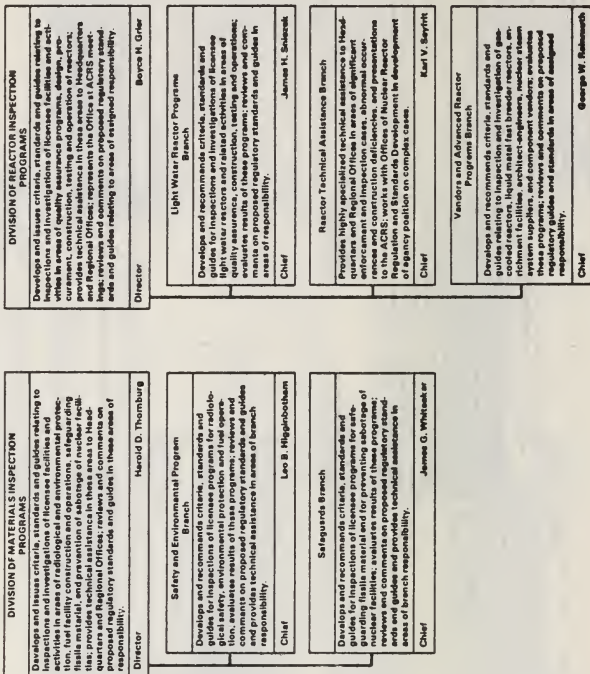 DIVISION OF MATERIALS INSPECTION
PROGRAMS
Develops and issues criteria, standards and guides relating to
inspections and investigations of licensee facilities and
activities in areas of radiological and environmental protec-
tion, fuel facility construction and operations, safeguarding
fissile material, and prevention of sabotage of nuclear facili-
ties; provides technical assistance in these areas to Head-
quarters and Regional Offices; reviews and comments on
proposed regulatory standards and guides in these areas of
responsibility.
Director Harold D. Thornburg
Safety and Environmental Program
Branch
Develops and recommends criteria, standards and
guides for inspections of licensee programs for radiolo-
gical safety, environmental protection and fuel opera-
tion, evaluates results of these programs; reviews and
comments on proposed regulatory standards and guides
and provides technical assistance in areas of branch
responsibility.
Chief Leo B. Higginbotham
Safeguards Branch
Develops and recommends criteria, standards and
guides for inspections of licensee programs for safe-
guarding fissile material and for preventing sabotage of
nuclear facilities; evaluates results of these programs;
reviews and comments on proposed regulatory stand-
ards and guides and provides technical assistance in
areas of branch responsibility.
Chief James G. Whitesker
DIVISION OF REACTOR INSPECTION
PROGRAMS
Develops and issues criteria, standards and guides relating to
inspections and investigations of licensee facilities and acti-
vities in areas of quality assurance programs, design, pro-
curament, construction, testing and operation of reactors;
provides technical assistance in these areas to Headquarters
and Regional Offices; represents the Office at ACRS meet-
ings; reviews and comments on proposed regulatory stand-
ards and guides relating to areas of assigned responsibility.
Director Boyce H. Grier
Light Water Reactor Programs
Branch
Develops and recommends criteria, standards and
guides for inspections and investigations of licensee
light water reactors and related activities in areas of
quality assurence, construction, testing and operations;
evaluates results of these programs; reviews and com-
ments on proposed regulatory standards and guides in
areas of responsibility.
Chief James H. Sniezek
Reactor Technical Assistance Branch
Provides highly specialized technical assistance to Head-
quarters and Regional Offices in areas of significant
enforcement and inspection cases, abnormal occur-
rences and construction deficiencies, and presentations
to the ACRS; works with Offices of Nuclear Reactor
Regulation and Standards Development in development
of agency position on complex cases.
Chief Karl V. Seyfrit
Vendors and Advanced Reactor
Programs Branch
Develops and recommends criteria, standards and
guides relating to inspection and investigation of gas-
cooled reactors, liquid metal fast breeder reactors, en-
richment facilities, architect-engineers, nuclear steam
system suppliers, and component vendors; evaluates
these programs; reviews and comments on proposed
regulatory guides and standards in areas of assigned
responsibility.
Chief George W. Reinmuth